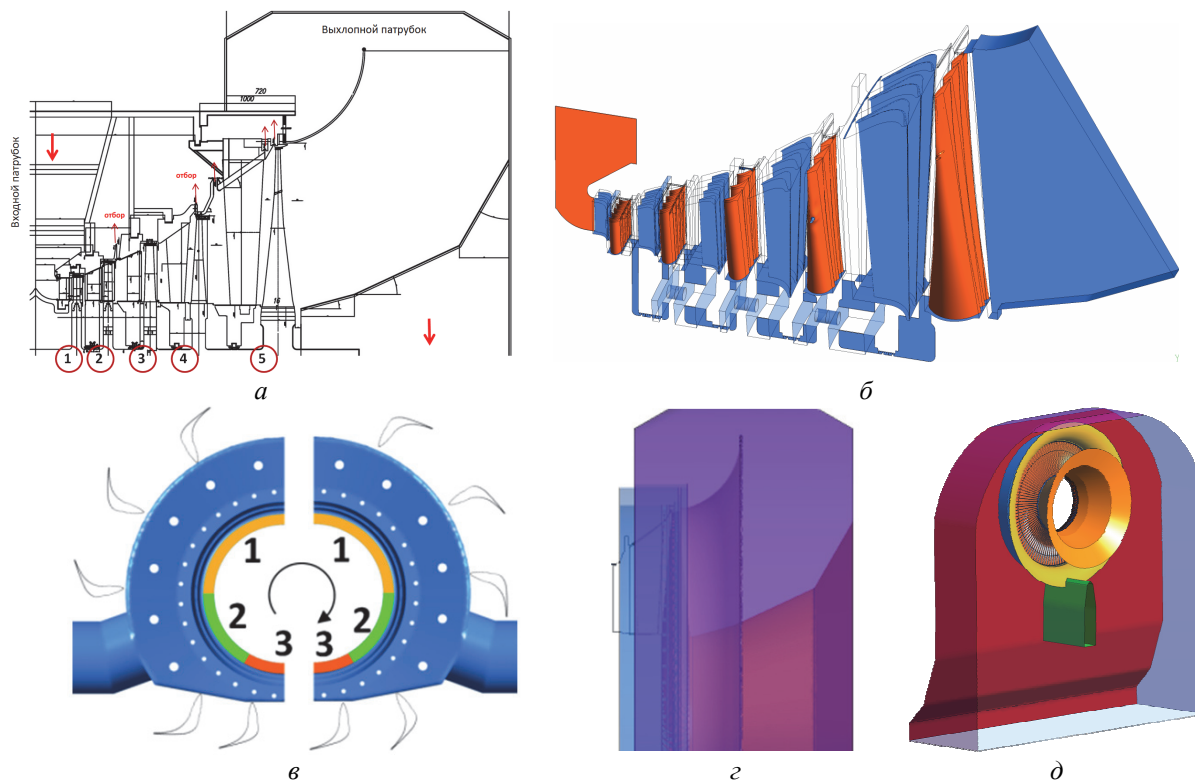 Выхлопной патрубок
720
1000
Входной патрубок
отбор
отбор
16
1 2 3 4 5
а
б
Y
1 1
2 2
3 3
в
г
д